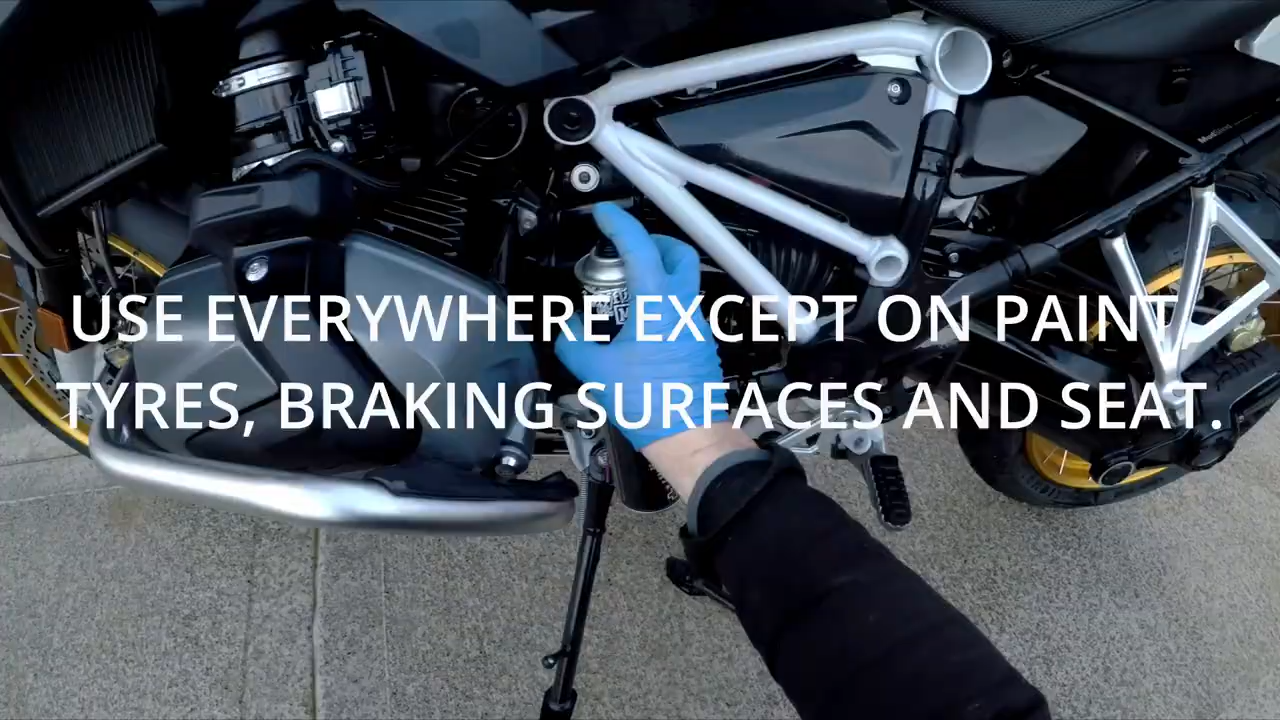 USE EVERYWHERE EXCEPT ON PAINT
TYRES, BRAKING SURFACES AND SEAT.